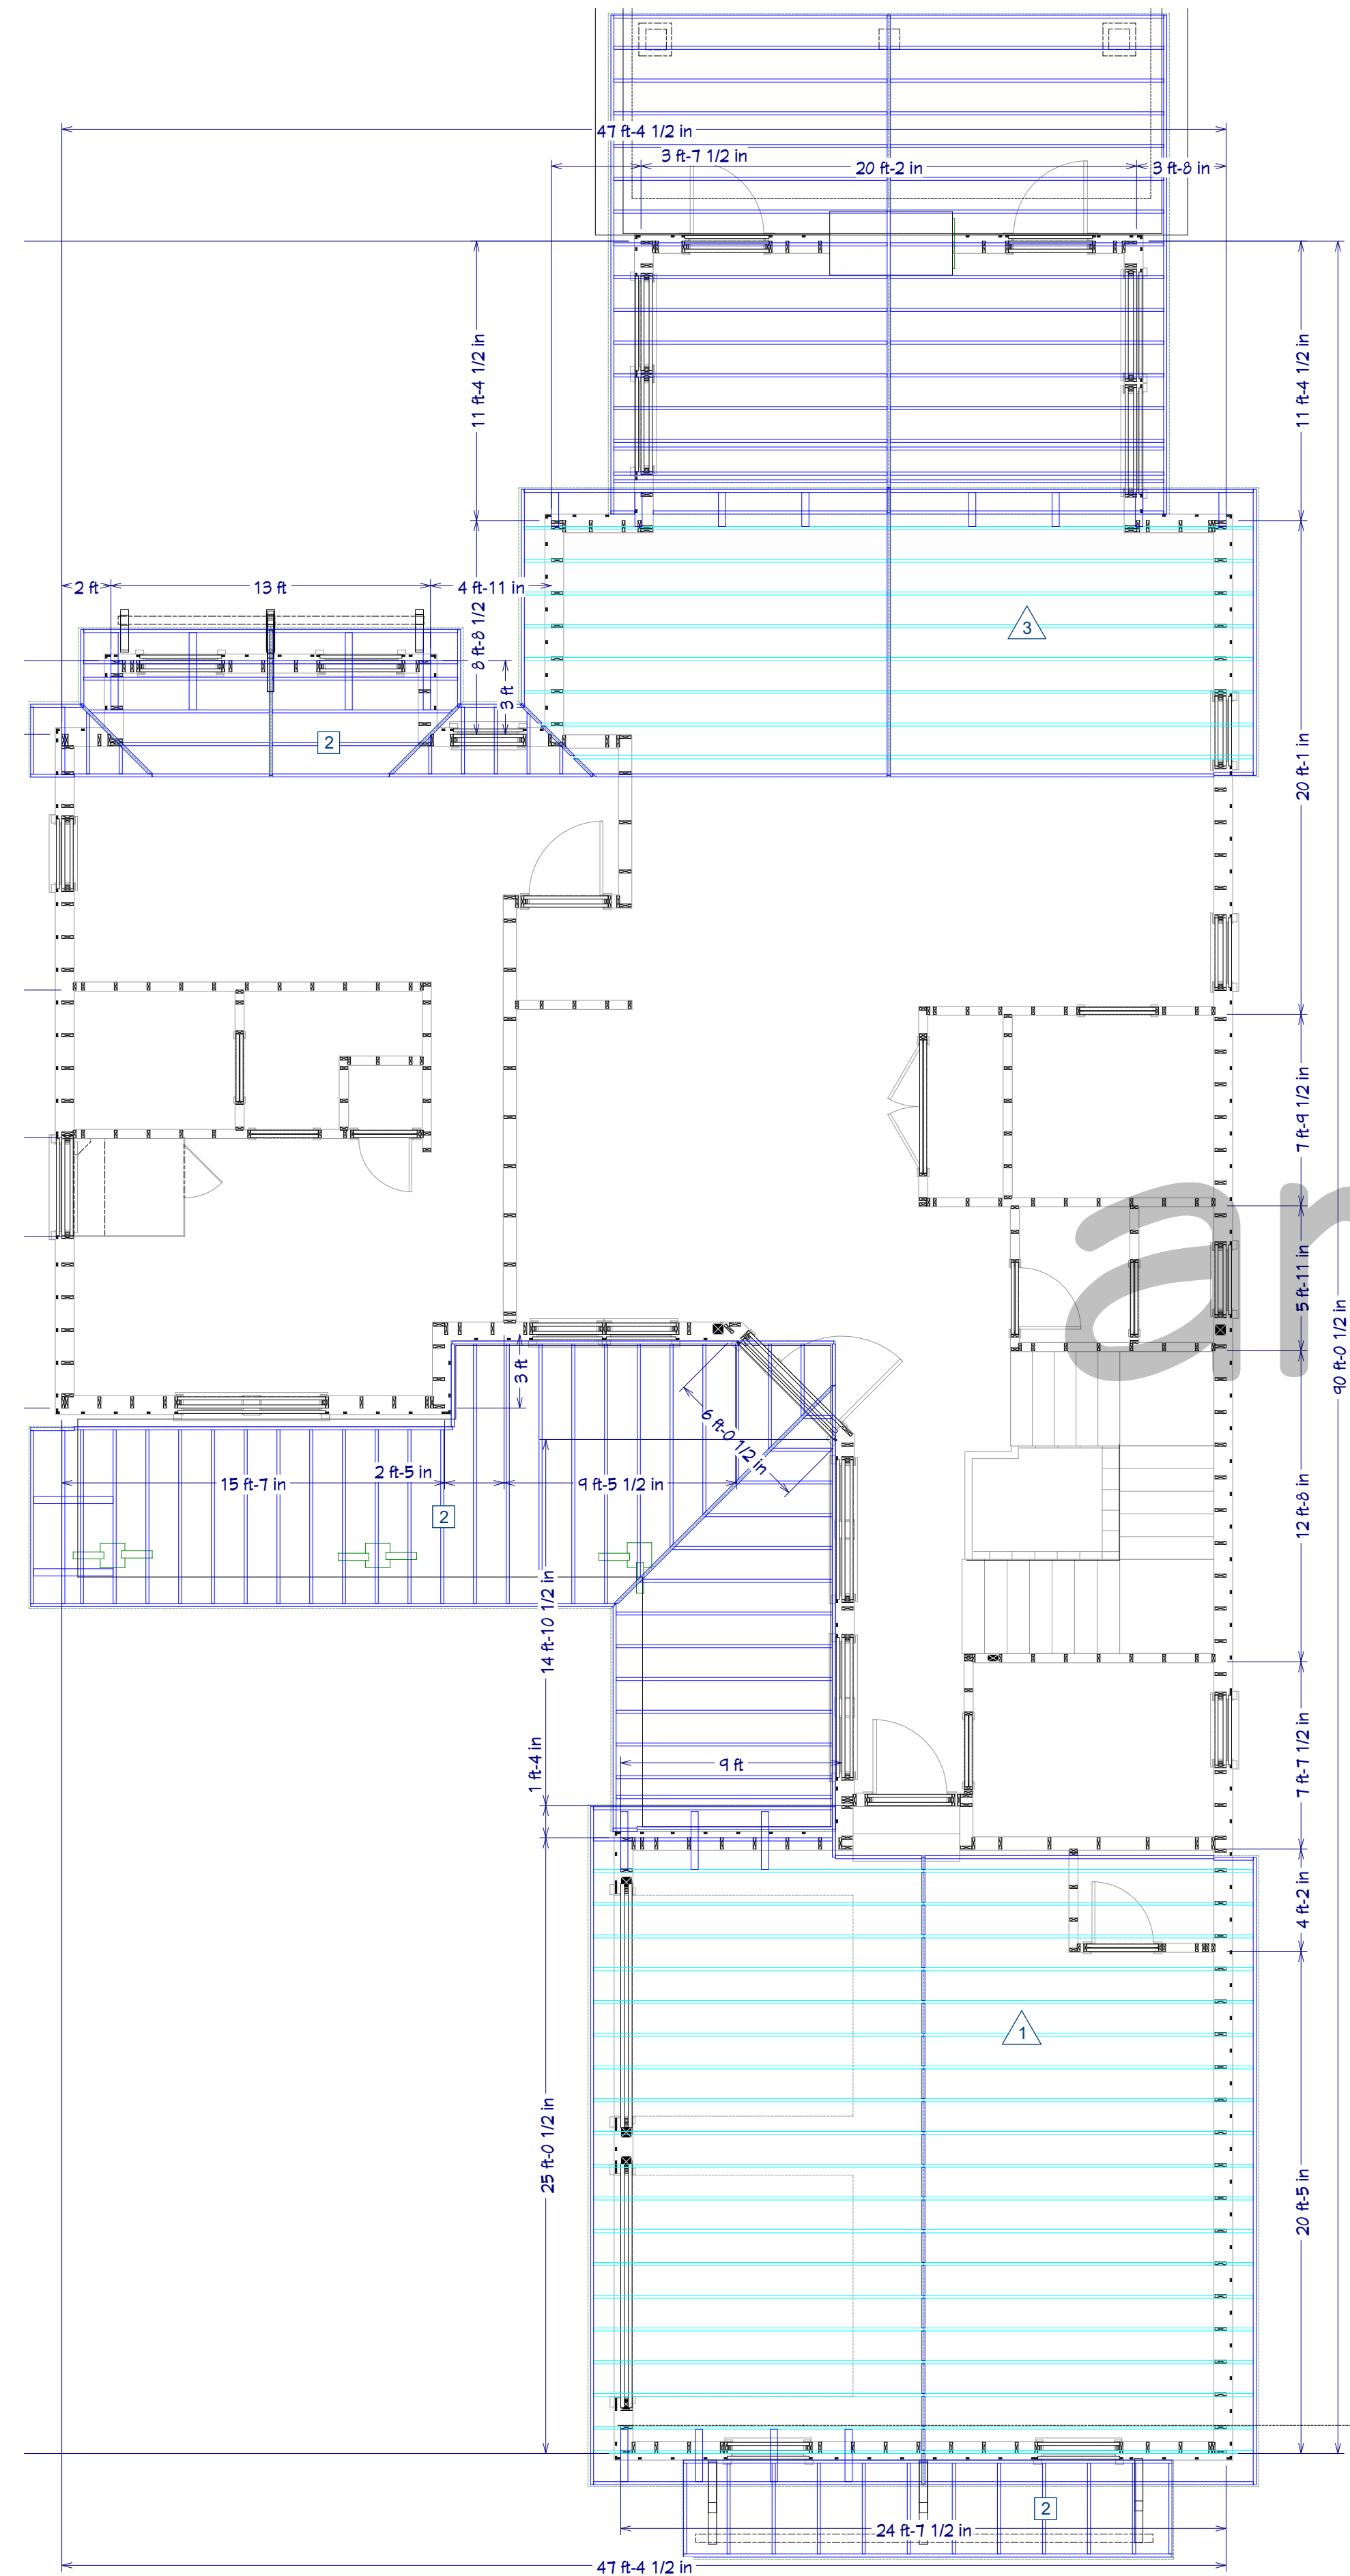 47 ft-4 1/2 in
3 ft-7 1/2 in
20 ft-2 in
3 ft-8 in
11 ft-4 1/2 in
11 ft-4 1/2 in
2 ft
13 ft
4 ft-11 in
8 ft-8 1/2
3 ft
3
2
20 ft-1 in
7 ft-9 1/2 in
ar
5 ft-11 in
90 ft-0 1/2 in
3 ft
6 ft-0 1/2 in
15 ft-7 in
2 ft-5 in
9 ft-5 1/2 in
2
12 ft-8 in
14 ft-10 1/2 in
1 ft-4 in
9 ft
7 ft-7 1/2 in
4 ft-2 in
1
25 ft-0 1/2 in
20 ft-5 in
2
24 ft-7 1/2 in
47 ft-4 1/2 in